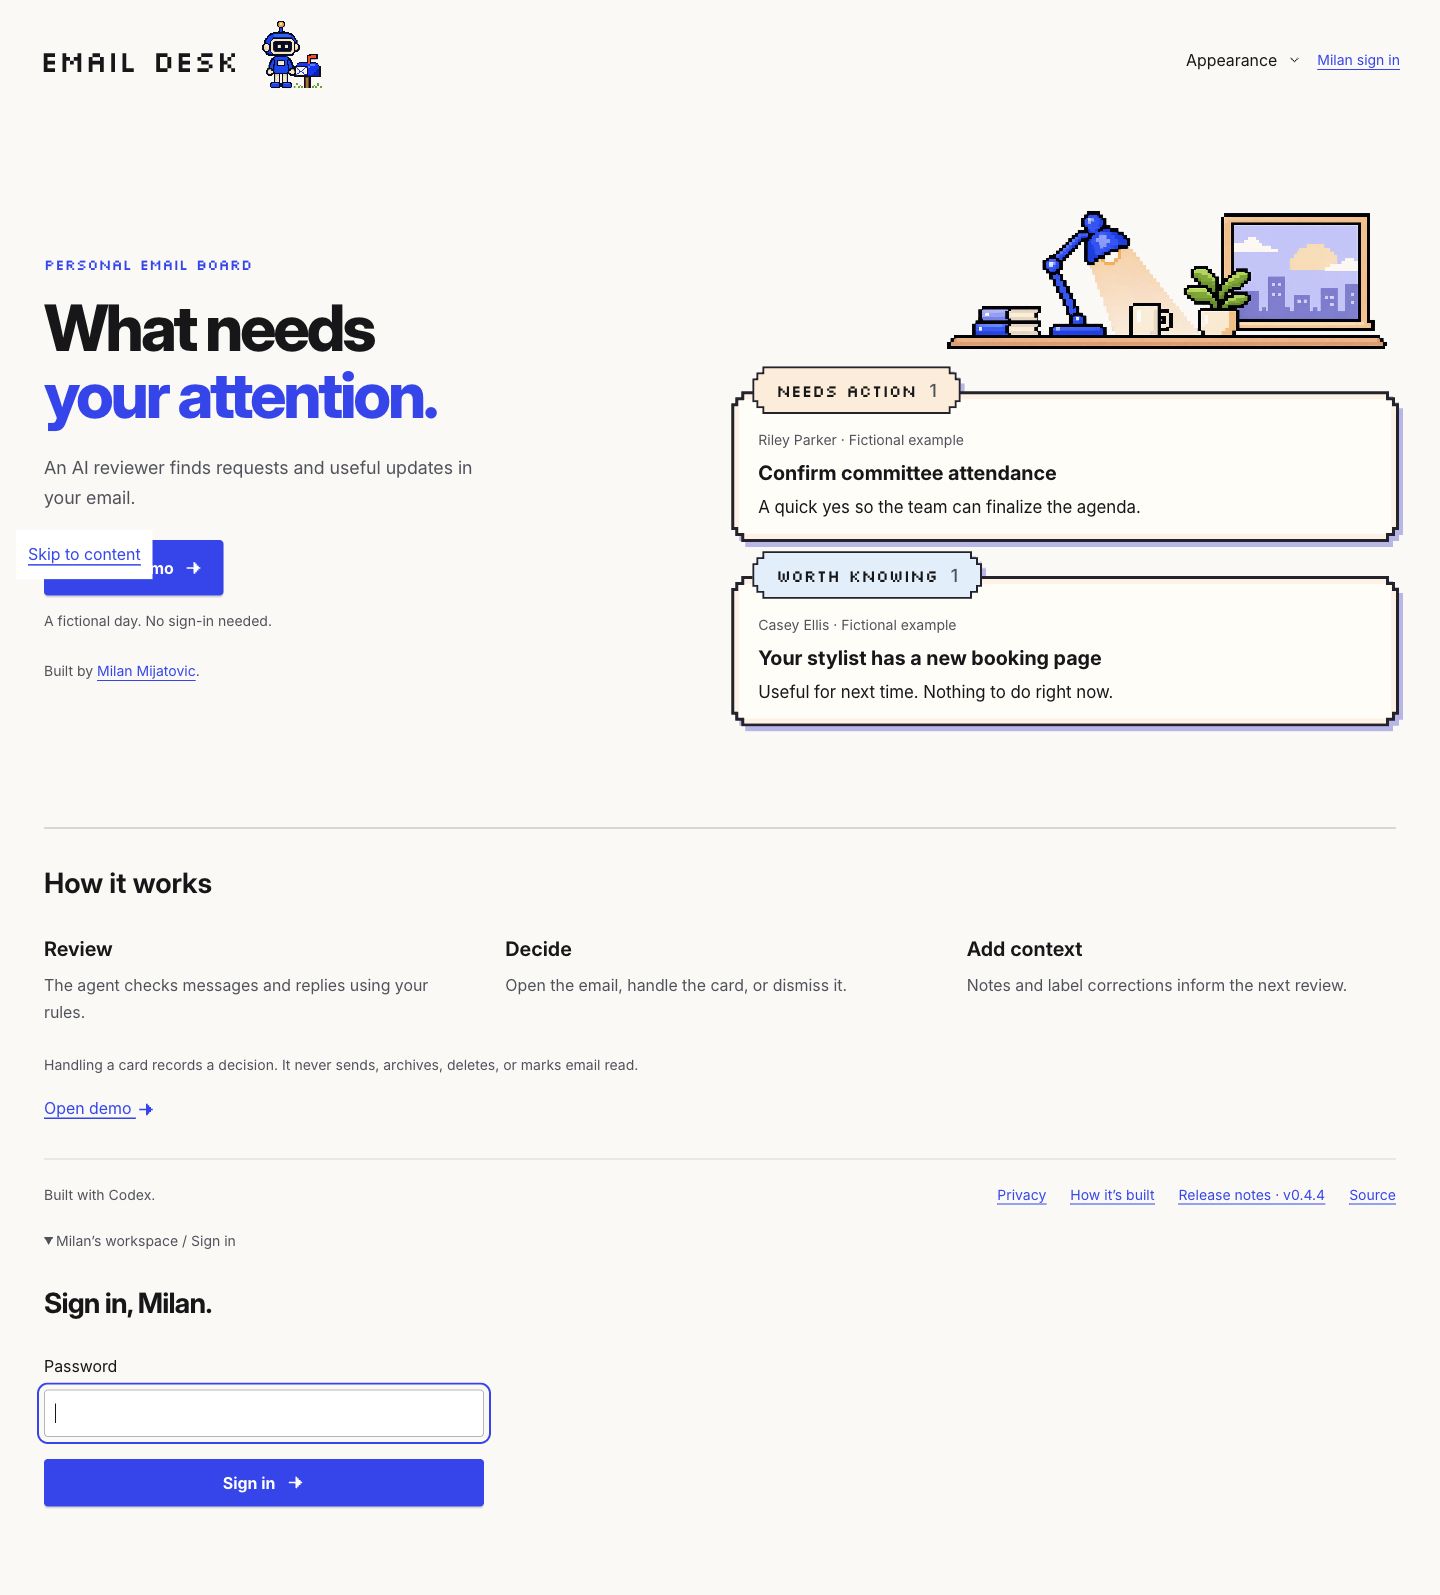 EMAIL DESK
Appearance
Milan sign in
PERSONAL EMAIL BOARD
What needs
your attention.
An AI reviewer finds requests and useful updates in
your email.
Skip to content
mo
A fictional day. No sign-in needed.
Built by Milan Mijatovic.
NEEDS ACTION 1
Riley Parker · Fictional example
Confirm committee attendance
A quick yes so the team can finalize the agenda.
WORTH KNOWING 1
Casey Ellis · Fictional example
Your stylist has a new booking page
Useful for next time. Nothing to do right now.
How it works
Review
The agent checks messages and replies using your
rules.
Decide
Open the email, handle the card, or dismiss it.
Add context
Notes and label corrections inform the next review.
Handling a card records a decision. It never sends, archives, deletes, or marks email read.
Open demo
Built with Codex.
Privacy
How it’s built
Release notes · v0.4.4
Source
Milan’s workspace / Sign in
Sign in, Milan.
Password
Sign in